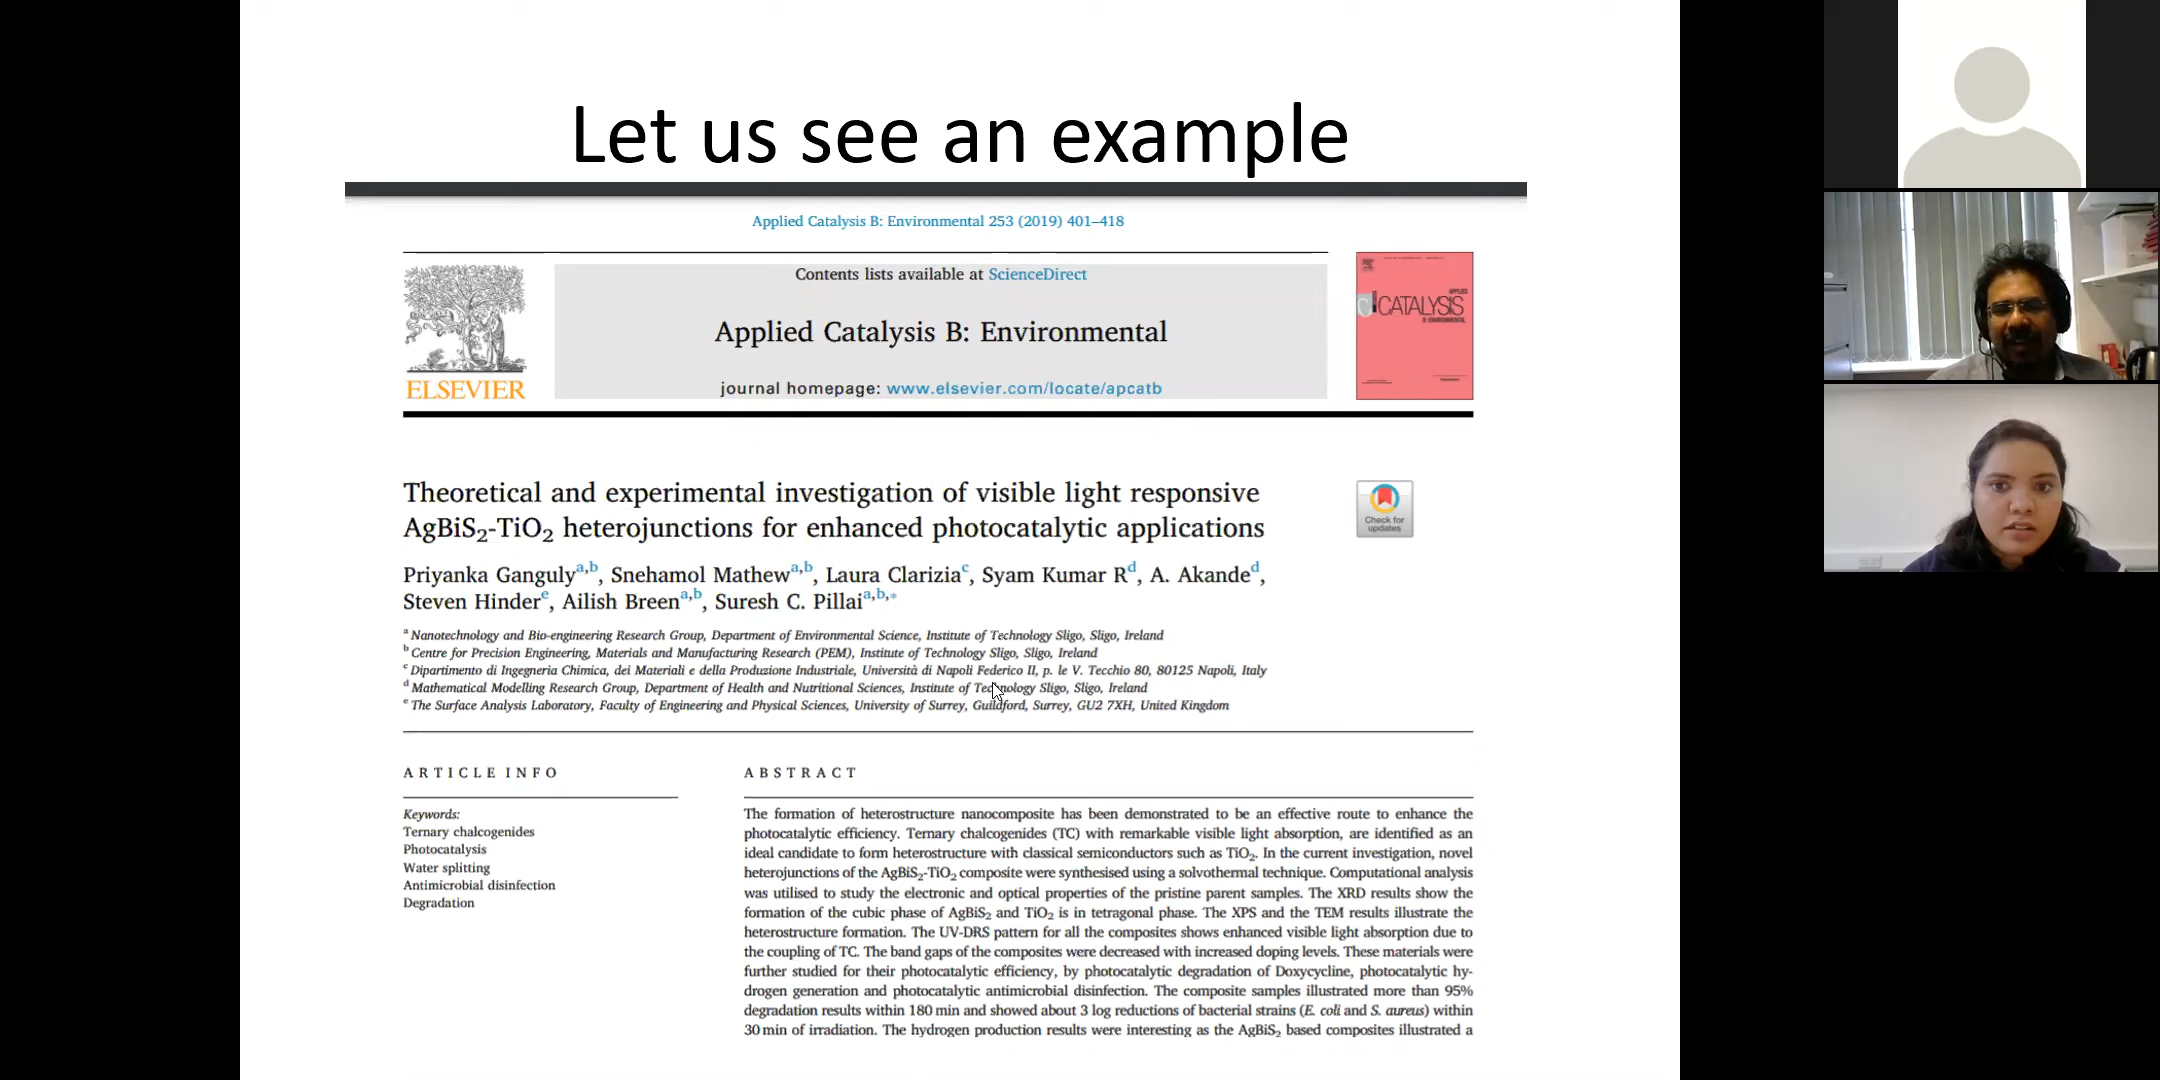 Let us see an example
Applied Catalysis B: Environmental 253 (2019) 401–418
Contents lists available at ScienceDirect
Applied Catalysis B: Environmental
journal homepage: www.elsevier.com/locate/apcatb
ELSEVIER
APPLIED
CATALYSIS
B: ENVIRONMENTAL
Theoretical and experimental investigation of visible light responsive
AgBiS₂-TiO₂ heterojunctions for enhanced photocatalytic applications
Check for
updates
Priyanka Ganguly^a,b, Snehamol Mathew^a,b, Laura Clarizia^c, Syam Kumar R^d, A. Akande^d,
Steven Hinder^e, Ailish Breen^a,b, Suresh C. Pillai^a,b,*
^a Nanotechnology and Bio-engineering Research Group, Department of Environmental Science, Institute of Technology Sligo, Sligo, Ireland
^b Centre for Precision Engineering, Materials and Manufacturing Research (PEM), Institute of Technology Sligo, Sligo, Ireland
^c Dipartimento di Ingegneria Chimica, dei Materiali e della Produzione Industriale, Università di Napoli Federico II, p. le V. Tecchio 80, 80125 Napoli, Italy
^d Mathematical Modelling Research Group, Department of Health and Nutritional Sciences, Institute of Technology Sligo, Sligo, Ireland
^e The Surface Analysis Laboratory, Faculty of Engineering and Physical Sciences, University of Surrey, Guildford, Surrey, GU2 7XH, United Kingdom
ARTICLE INFO
Keywords:
Ternary chalcogenides
Photocatalysis
Water splitting
Antimicrobial disinfection
Degradation
ABSTRACT
The formation of heterostructure nanocomposite has been demonstrated to be an effective route to enhance the
photocatalytic efficiency. Ternary chalcogenides (TC) with remarkable visible light absorption, are identified as an
ideal candidate to form heterostructure with classical semiconductors such as TiO₂. In the current investigation, novel
heterojunctions of the AgBiS₂-TiO₂ composite were synthesised using a solvothermal technique. Computational analysis
was utilised to study the electronic and optical properties of the pristine parent samples. The XRD results show the
formation of the cubic phase of AgBiS₂ and TiO₂ is in tetragonal phase. The XPS and the TEM results illustrate the
heterostructure formation. The UV-DRS pattern for all the composites shows enhanced visible light absorption due to
the coupling of TC. The band gaps of the composites were decreased with increased doping levels. These materials were
further studied for their photocatalytic efficiency, by photocatalytic degradation of Doxycycline, photocatalytic hy-
drogen generation and photocatalytic antimicrobial disinfection. The composite samples illustrated more than 95%
degradation results within 180 min and showed about 3 log reductions of bacterial strains (E. coli and S. aureus) within
30 min of irradiation. The hydrogen production results were interesting as the AgBiS₂ based composites illustrated a